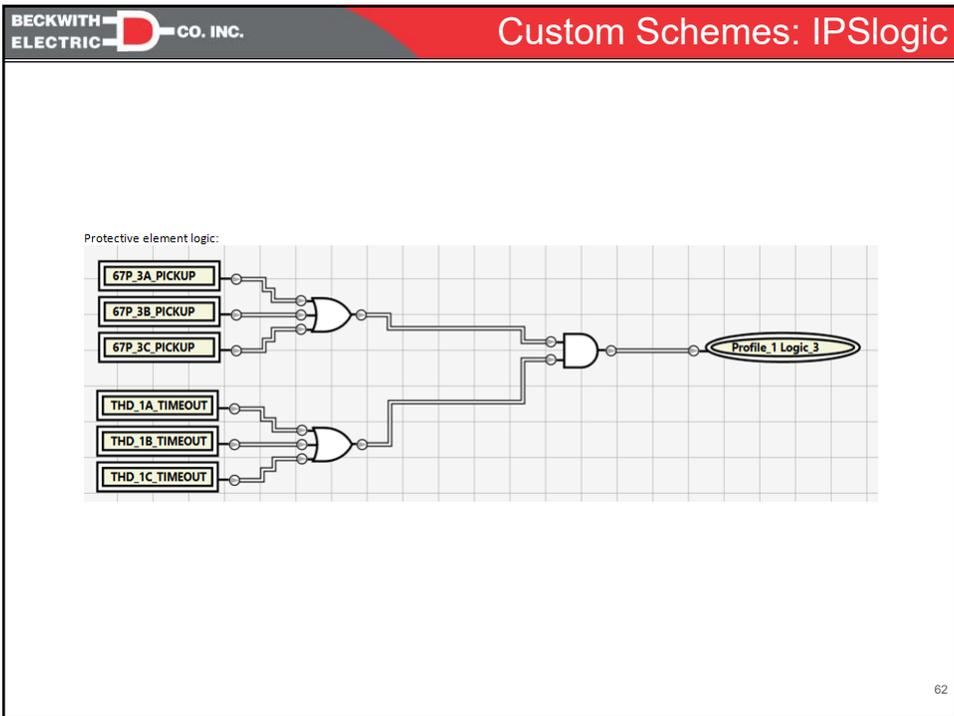 BECKWITH
ELECTRIC CO. INC.
Custom Schemes: IPSlogic
Protective element logic:
67P_3A_PICKUP
67P_3B_PICKUP
67P_3C_PICKUP
Profile_1 Logic_3
THD_1A_TIMEOUT
THD_1B_TIMEOUT
THD_1C_TIMEOUT
62